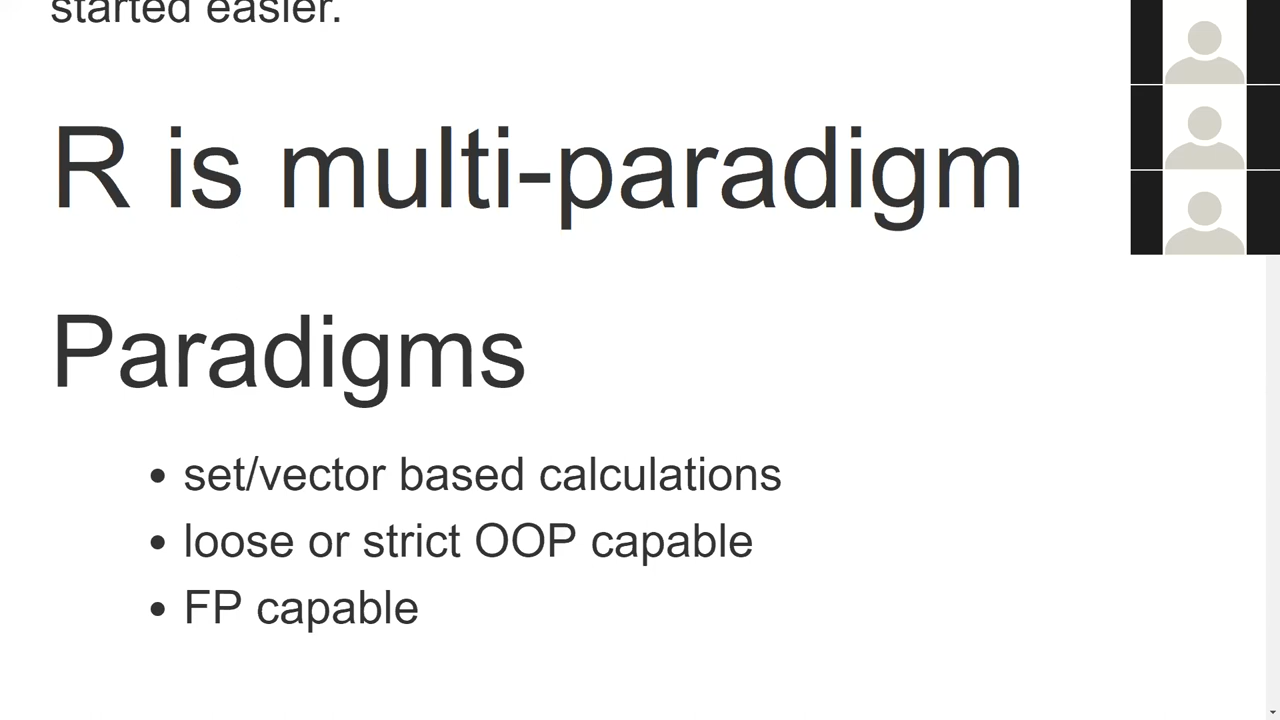 started easier.
R is multi-paradigm
Paradigms
• set/vector based calculations
• loose or strict OOP capable
• FP capable